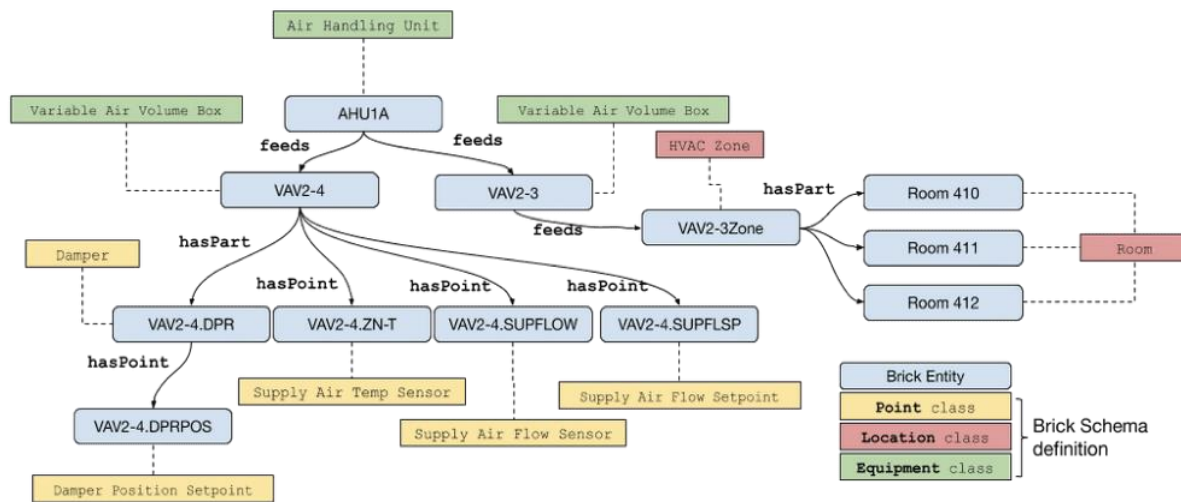 Air Handling Unit
Variable Air Volume Box
AHU1A
Variable Air Volume Box
feeds
feeds
HVAC Zone
VAV2-4
VAV2-3
hasPart
Room 410
feeds
VAV2-3Zone
hasPart
Damper
Room 411
Room
hasPoint
hasPoint
hasPoint
Room 412
VAV2-4.DPR
VAV2-4.ZN-T
VAV2-4.SUPFLOW
VAV2-4.SUPFLSP
hasPoint
Supply Air Temp Sensor
Supply Air Flow Setpoint
Brick Entity
VAV2-4.DPRPOS
Supply Air Flow Sensor
Point class
Location class
Equipment class
Brick Schema
definition
Damper Position Setpoint